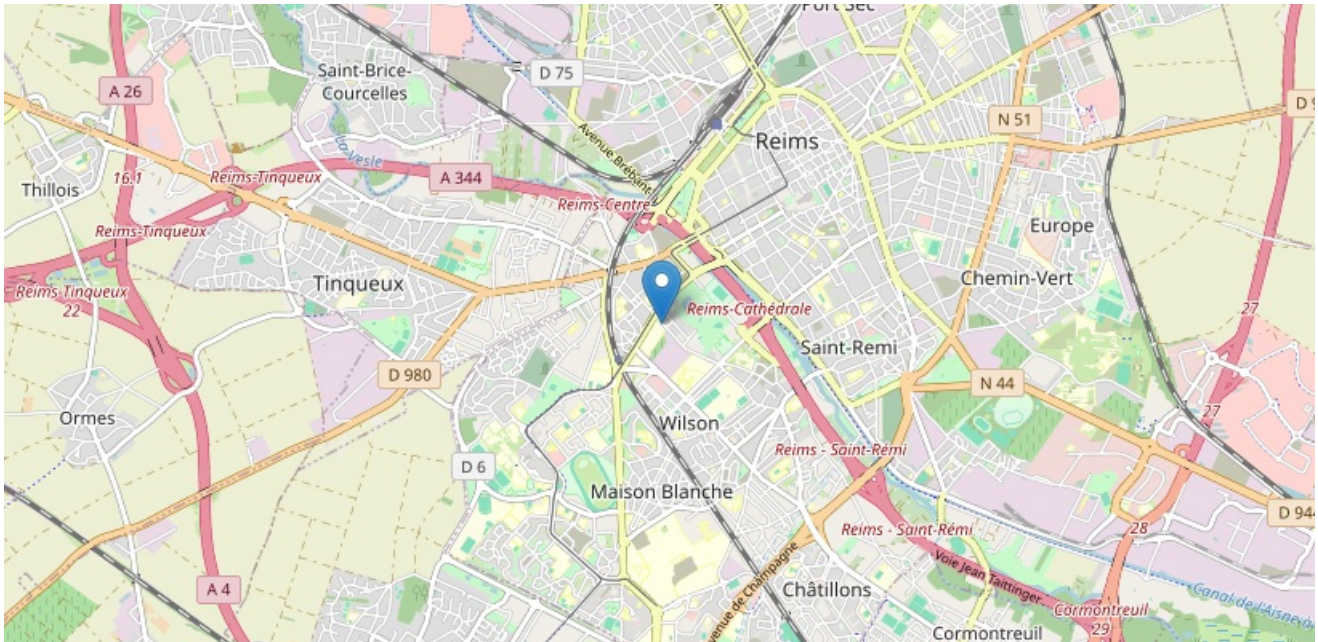 Port Sec
Saint-Brice-
Courcelles
D 75
A 26
N 51
Reims
Avenue Brébant
La Vesle
16.1
Reims-Tinqueux
A 344
Thillois
Reims-Centre
Reims-Tinqueux
Europe
Tinqueux
Chemin-Vert
Reims-Tinqueux
22
Reims-Cathédrale
27
Saint-Remi
D 980
N 44
Ormes
27
Wilson
Reims - Saint-Rémi
D 6
Maison Blanche
D 944
Reims - Saint-Rémi
28
Voie Jean Taittinger
Avenue de Champagne
A 4
Châtillons
Canal de l'Aisne
Cormontreuil
29
Cormontreuil